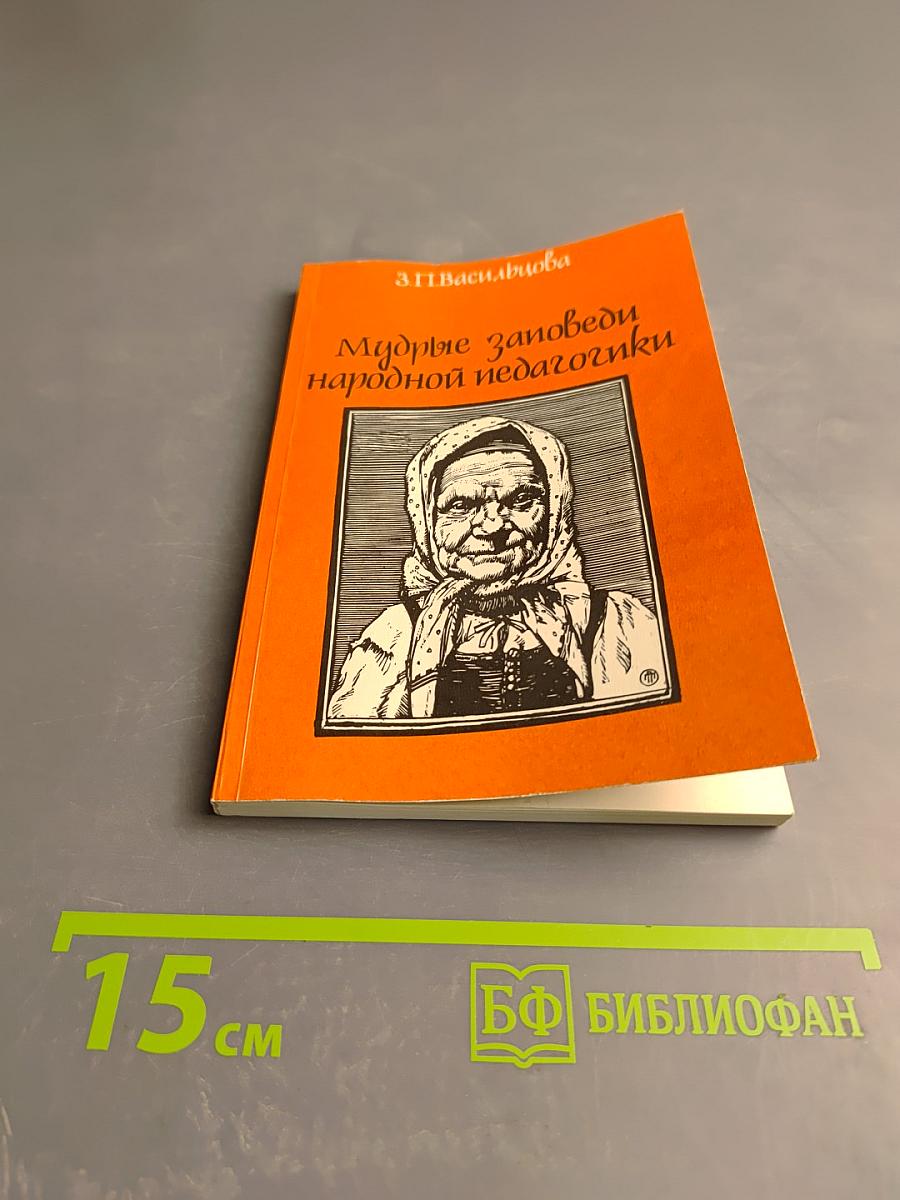 З.П.Васильцова
Мудрые заповеди
народной педагогики
15 см
БФ БИБЛИОФАН